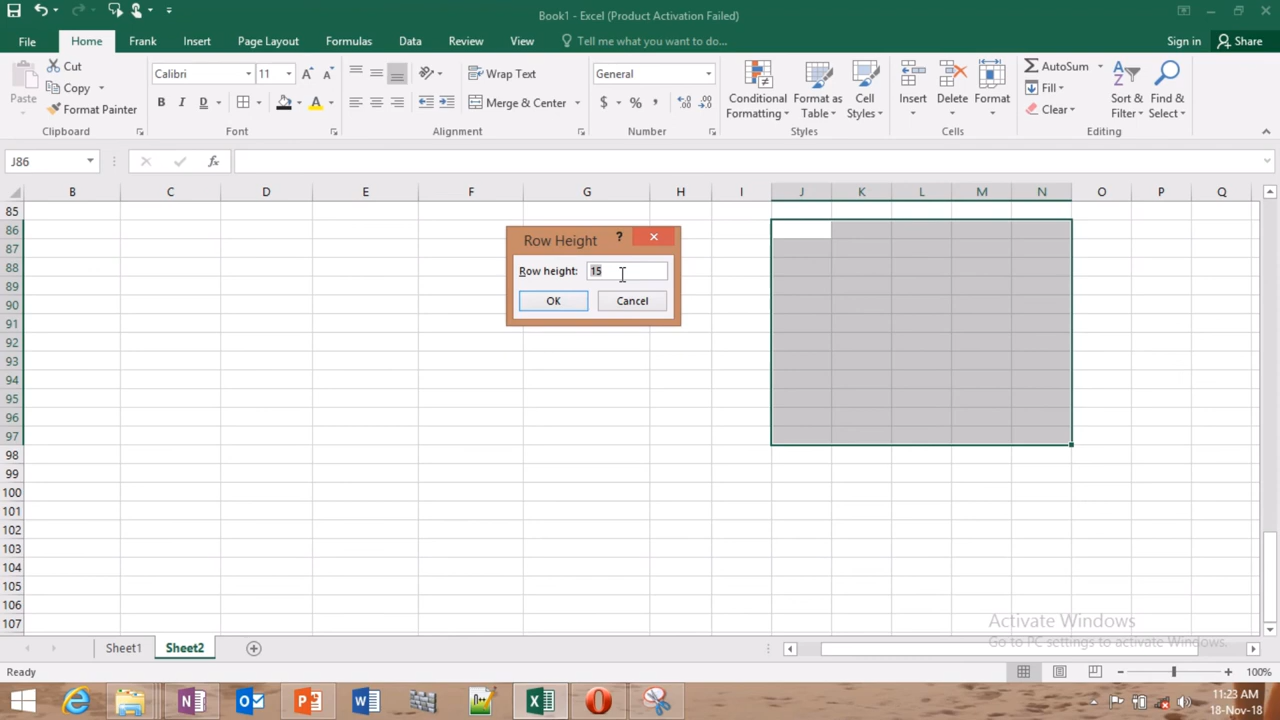 Book1 - Excel (Product Activation Failed)
File Home Frank Insert Page Layout Formulas Data Review View Tell me what you want to do... Sign in Share
Paste
Cut
Copy
Format Painter
Clipboard
Calibri 11
B I D A
Font
Wrap Text
Merge & Center
Alignment
General
$ % ,
Number
Conditional Formatting
Format as Table
Cell Styles
Styles
Insert Delete Format
Cells
AutoSum
Fill
Clear
Sort & Filter
Find & Select
Editing
J86 fx
B C D E F G H I J K L M N O P Q
85
86
87
88
89
90
91
92
93
94
95
96
97
98
99
100
101
102
103
104
105
106
107
Row Height ?
Row height: 15
OK Cancel
Activate Windows
Go to PC settings to activate Windows.
Sheet1 Sheet2
Ready 100%
11:23 AM
18-Nov-18